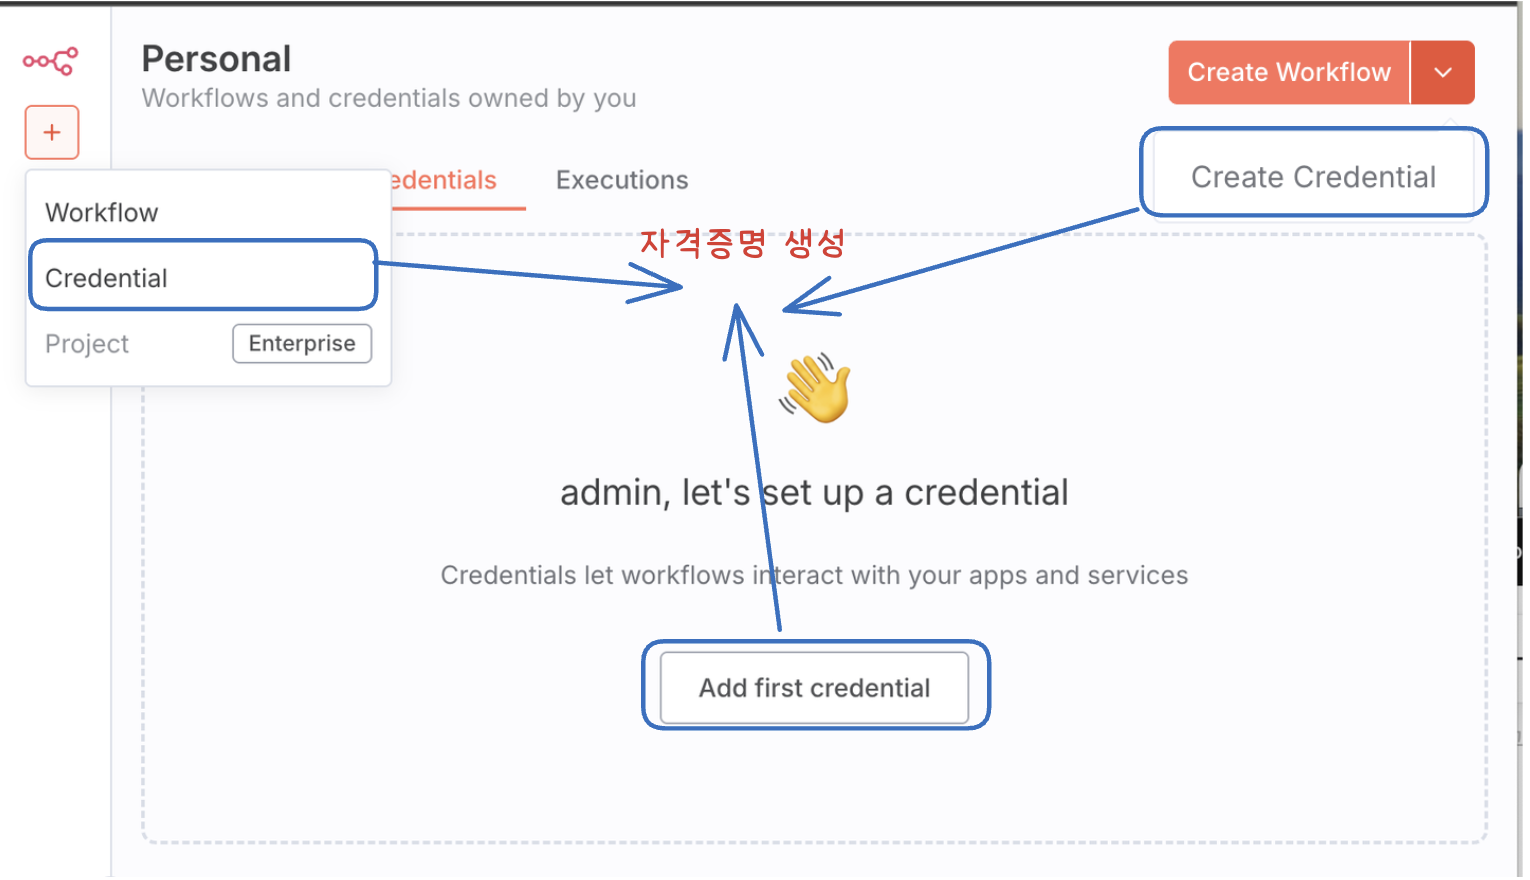 Personal
Workflows and credentials owned by you
Create Workflow
+
Create Credential
edentials
Executions
Workflow
Credential
Project
Enterprise
자격증명 생성
admin, let's set up a credential
Credentials let workflows interact with your apps and services
Add first credential